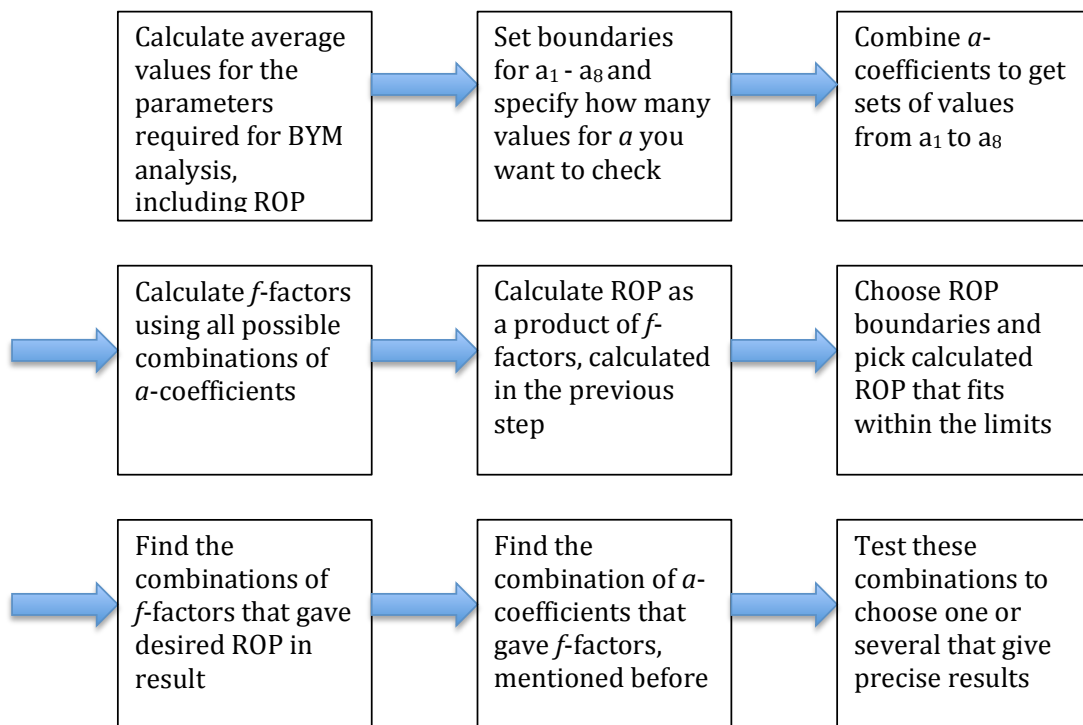 Calculate average
values for the
parameters
required for BYM
analysis,
including ROP
Set boundaries
for a₁ - a₈ and
specify how many
values for a you
want to check
Combine a-
coefficients to get
sets of values
from a₁ to a₈
Calculate f-factors
using all possible
combinations of
a-coefficients
Calculate ROP as
a product of f-
factors, calculated
in the previous
step
Choose ROP
boundaries and
pick calculated
ROP that fits
within the limits
Find the
combinations of
f-factors that gave
desired ROP in
result
Find the
combination of a-
coefficients that
gave f-factors,
mentioned before
Test these
combinations to
choose one or
several that give
precise results